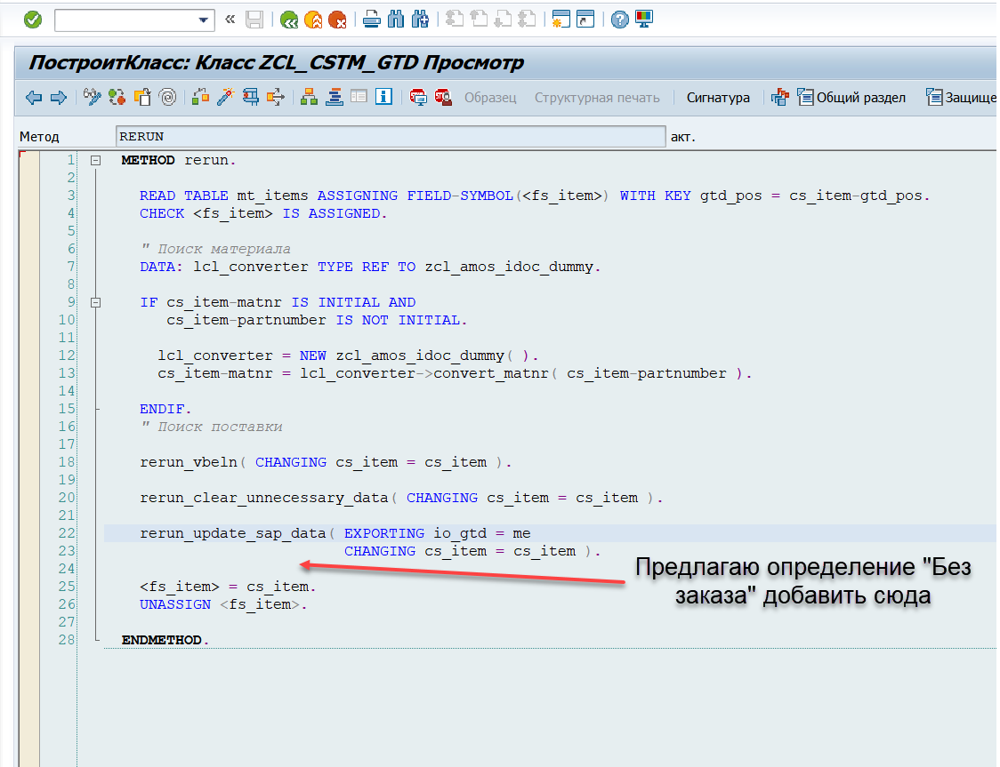 ПостроитКласс: Класс ZCL_CSTM_GTD Просмотр
Образец Структурная печать Сигнатура Общий раздел Защище
Метод RERUN акт.
1 METHOD rerun.
2
3 READ TABLE mt_items ASSIGNING FIELD-SYMBOL(<fs_item>) WITH KEY gtd_pos = cs_item-gtd_pos.
4 CHECK <fs_item> IS ASSIGNED.
5
6 " Поиск материала
7 DATA: lcl_converter TYPE REF TO zcl_amos_idoc_dummy.
8
9 IF cs_item-matnr IS INITIAL AND
10 cs_item-partnumber IS NOT INITIAL.
11
12 lcl_converter = NEW zcl_amos_idoc_dummy( ).
13 cs_item-matnr = lcl_converter->convert_matnr( cs_item-partnumber ).
14
15 ENDIF.
16 " Поиск поставки
17
18 rerun_vbeln( CHANGING cs_item = cs_item ).
19
20 rerun_clear_unnecessary_data( CHANGING cs_item = cs_item ).
21
22 rerun_update_sap_data( EXPORTING io_gtd = me
23 CHANGING cs_item = cs_item ).
24
25 <fs_item> = cs_item.
26 UNASSIGN <fs_item>.
27
28 ENDMETHOD.
Предлагаю определение "Без
заказа" добавить сюда